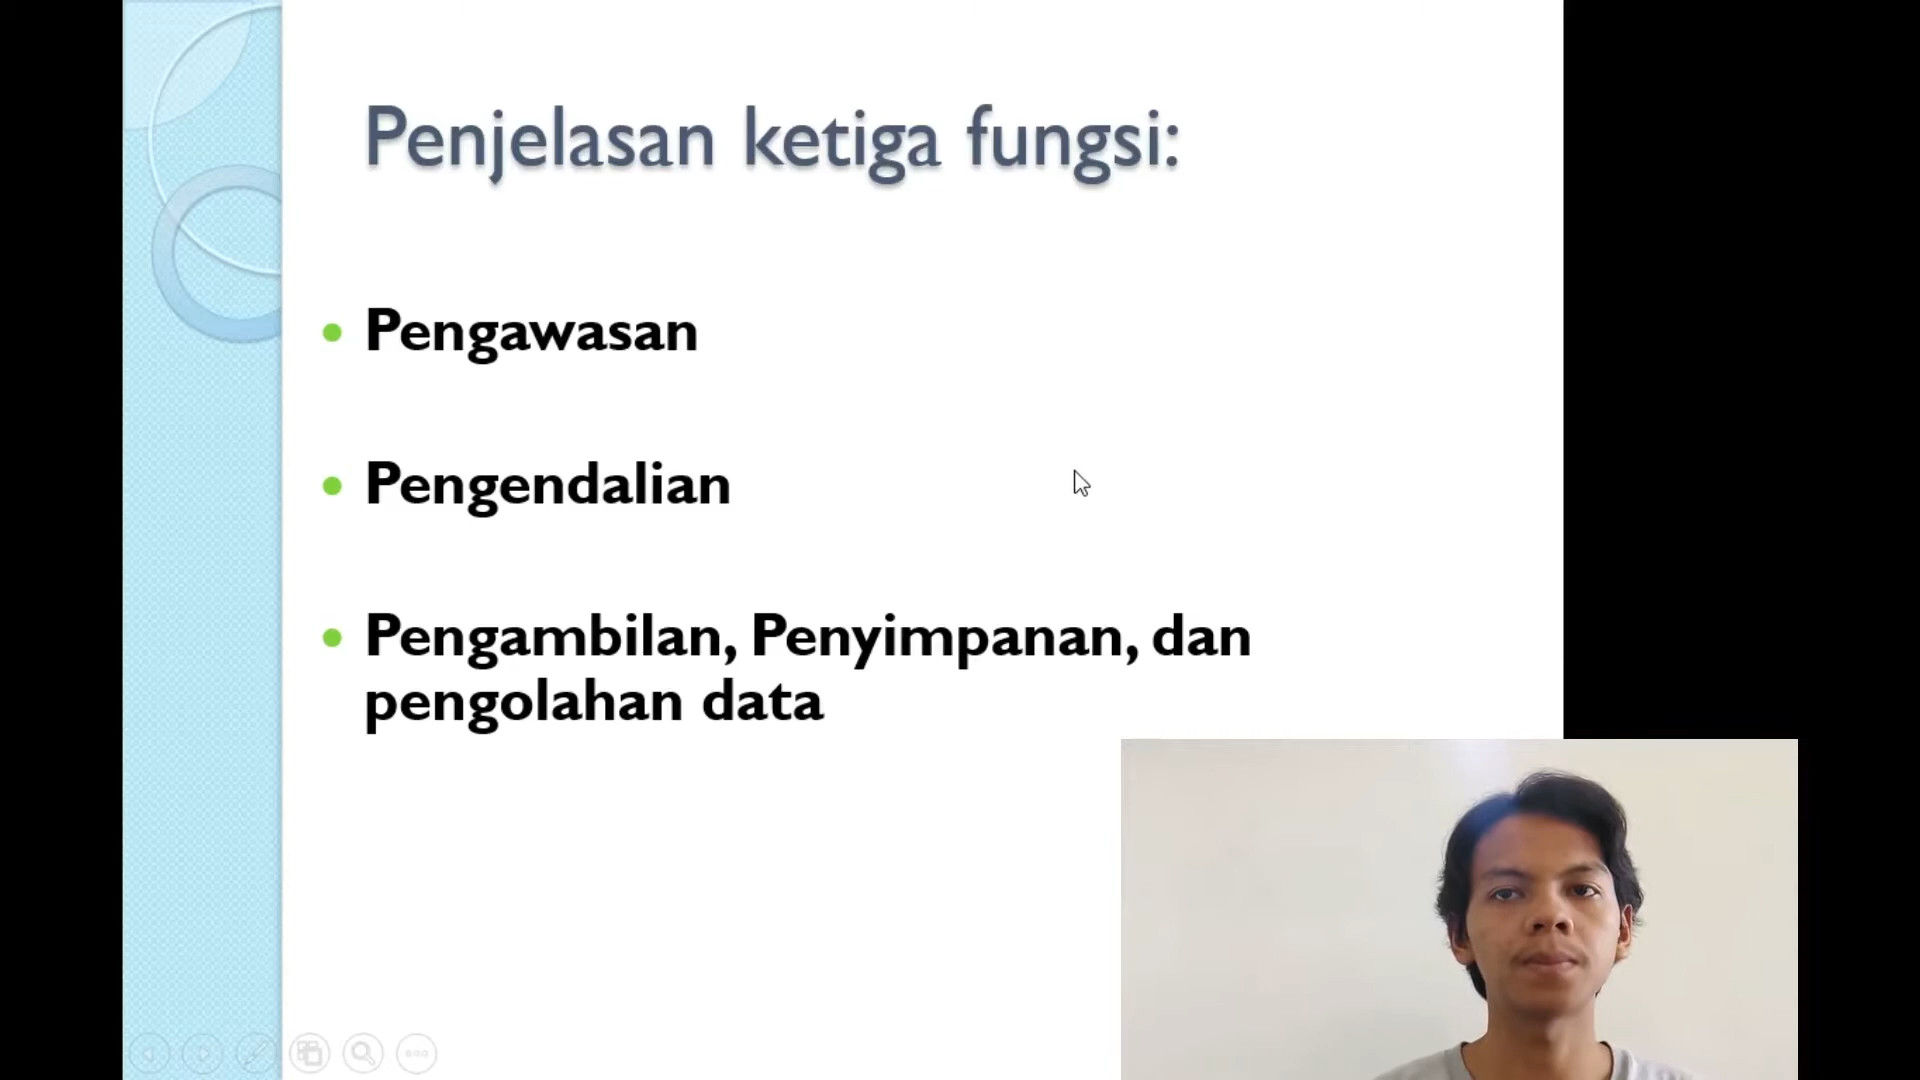 Penjelasan ketiga fungsi:
Pengawasan
Pengendalian
Pengambilan, Penyimpanan, dan
pengolahan data